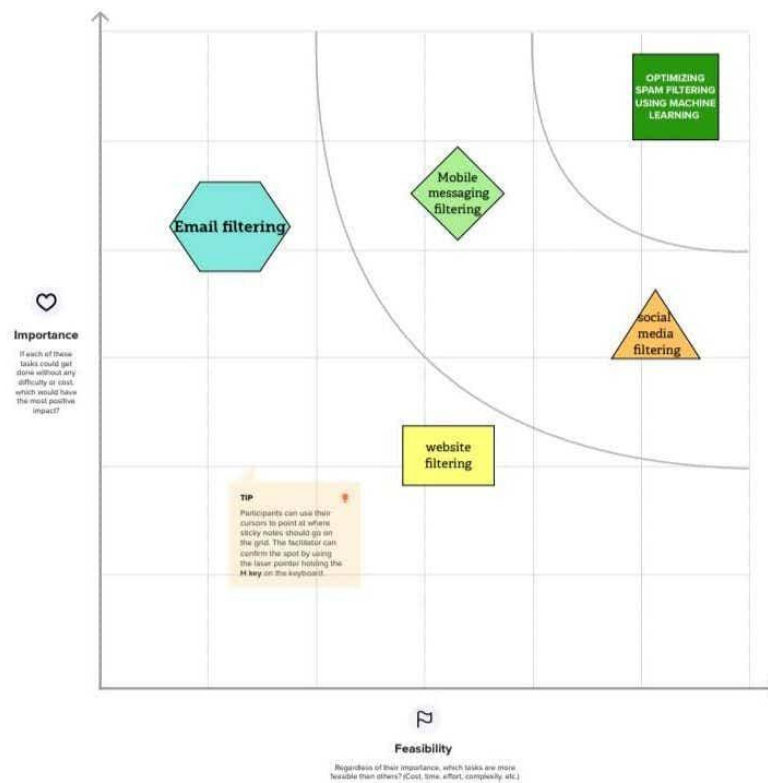 OPTIMIZING
SPAM FILTERING
USING MACHINE
LEARNING
Mobile
messaging
filtering
Email filtering
social
media
filtering
Importance
If each of these
tasks could get
done without any
difficulty or cost,
which would have
the most positive
impact?
website
filtering
TIP
Participants can use their
cursors to point at where
sticky notes should go on
the grid. The facilitator can
confirm the spot by using
the laser pointer holding the
H key on the keyboard.
Feasibility
Regardless of their importance, which tasks are more
feasible than others? (Cost, time, effort, complexity, etc.)